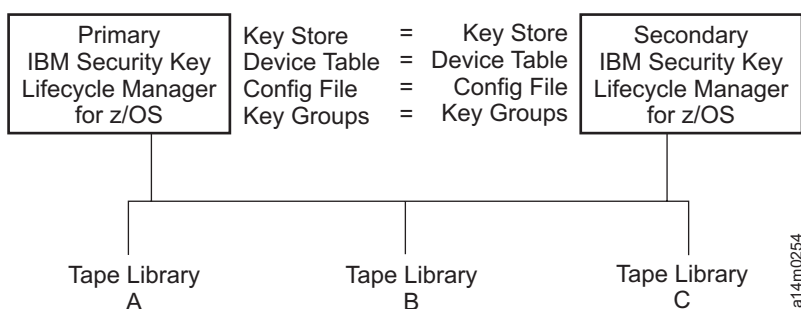 Primary
IBM Security Key
Lifecycle Manager
for z/OS
Key Store = Key Store
Device Table = Device Table
Config File = Config File
Key Groups = Key Groups
Secondary
IBM Security Key
Lifecycle Manager
for z/OS
Tape Library
A
Tape Library
B
Tape Library
C
a14m0254